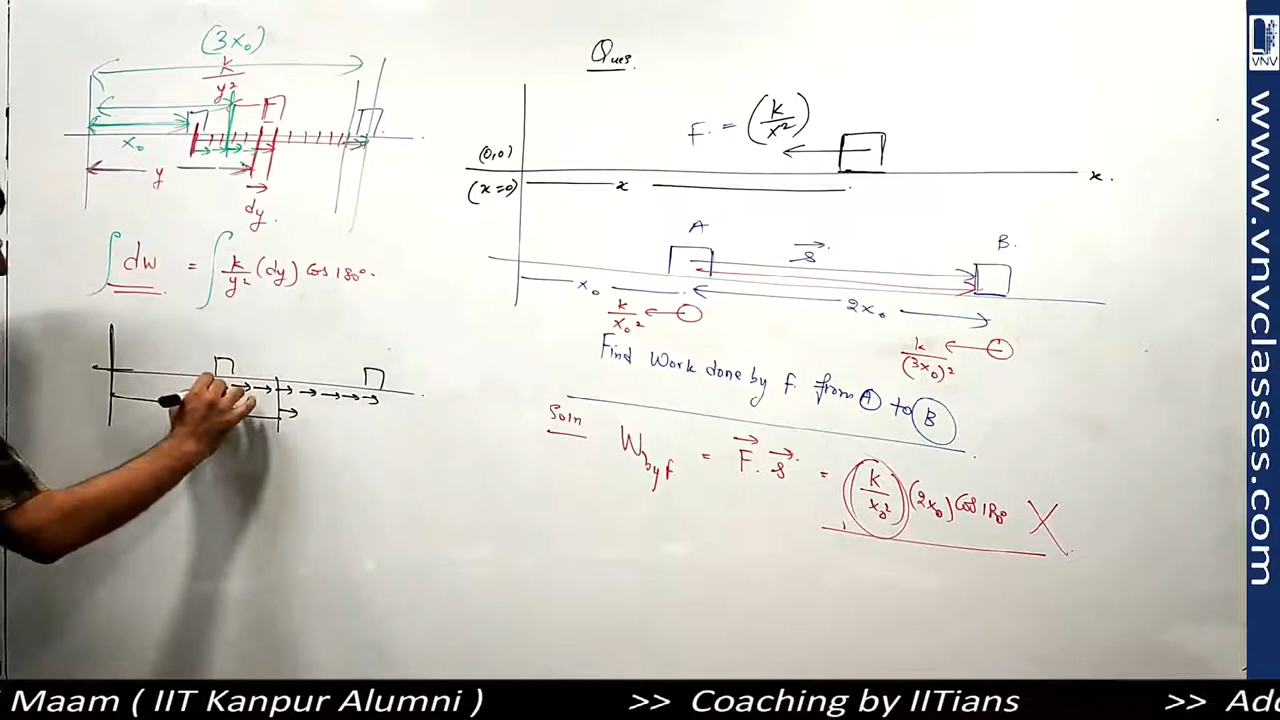 (3x₀)
k/y²
x₀
y
dy
∫dw = ∫ k/y² (dy) Cos 180°
Ques.
F. = (k/x²)
(0,0)
(x=0)
x
x.
A
s
B.
x₀
2x₀
k/x₀²
k/(3x₀)²
Find Work done by F from A to B
Soln
W by F = F. s = (k/x₀²) (2x₀) Cos 180 X
VNV
www.vnvclasses.com
Maam ( IIT Kanpur Alumni )
>> Coaching by IITians
>> Add